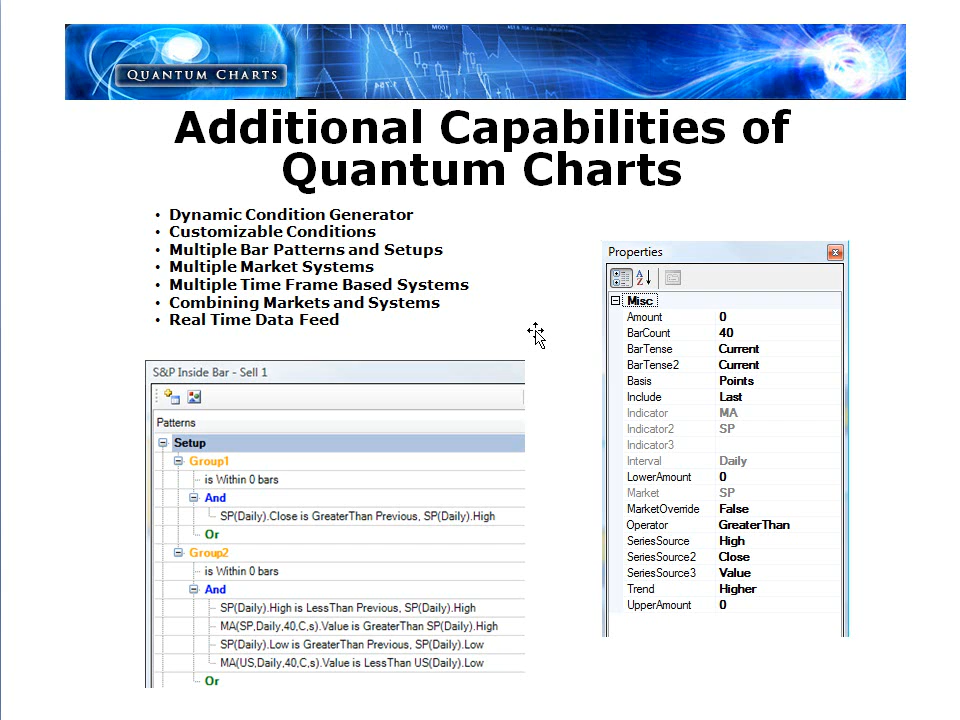 QUANTUM CHARTS
Additional Capabilities of
Quantum Charts
• Dynamic Condition Generator
• Customizable Conditions
• Multiple Bar Patterns and Setups
• Multiple Market Systems
• Multiple Time Frame Based Systems
• Combining Markets and Systems
• Real Time Data Feed
S&P Inside Bar - Sell 1
Patterns
Setup
Group1
is Within 0 bars
And
SP(Daily).Close is GreaterThan Previous, SP(Daily).High
Or
Group2
is Within 0 bars
And
SP(Daily).High is LessThan Previous, SP(Daily).High
MA(SP,Daily,40,C,s).Value is GreaterThan SP(Daily).High
SP(Daily).Low is GreaterThan Previous, SP(Daily).Low
MA(US,Daily,40,C,s).Value is LessThan US(Daily).Low
Or
Properties
Misc
Amount 0
BarCount 40
BarTense Current
BarTense2 Current
Basis Points
Include Last
Indicator MA
Indicator2 SP
Indicator3
Interval Daily
LowerAmount 0
Market SP
MarketOverride False
Operator GreaterThan
SeriesSource High
SeriesSource2 Close
SeriesSource3 Value
Trend Higher
UpperAmount 0